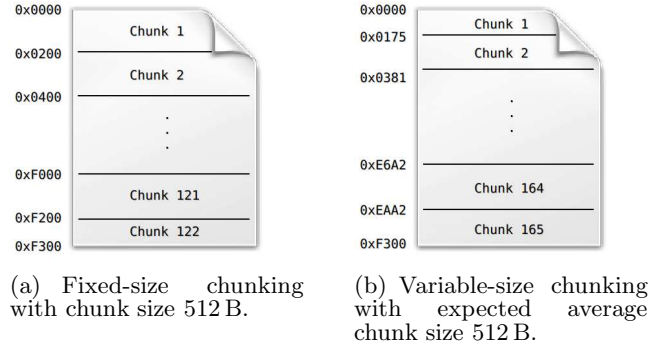 0x0000
Chunk 1
0x0200
Chunk 2
0x0400
.
.
.
0xF000
Chunk 121
0xF200
Chunk 122
0xF300
(a) Fixed-size chunking
with chunk size 512 B.
0x0000
Chunk 1
0x0175
Chunk 2
0x0381
.
.
.
0xE6A2
Chunk 164
0xEAA2
Chunk 165
0xF300
(b) Variable-size chunking
with expected average
chunk size 512 B.